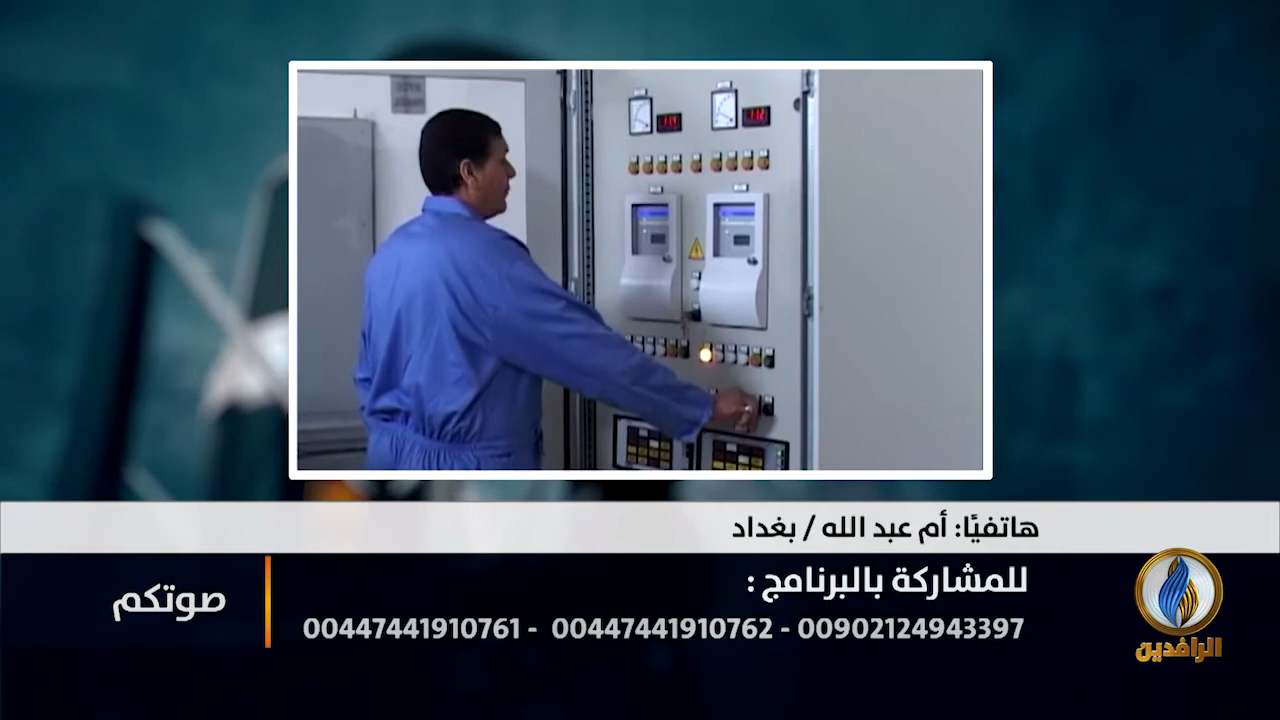 هاتفيًا: أم عبد الله / بغداد
للمشاركة بالبرنامج :
00447441910761 - 00447441910762 - 00902124943397
صوتكم
الرافدين